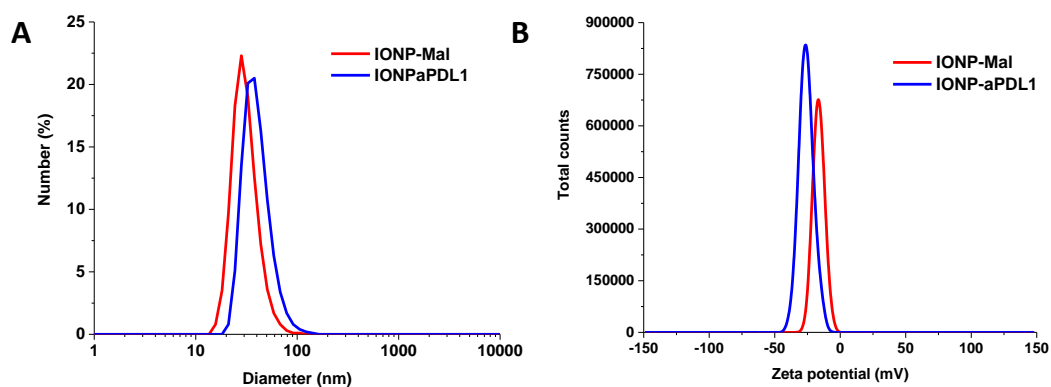 A
25
20
15
10
5
0
Number (%)
IONP-Mal
IONPaPDL1
1
10
100
1000
10000
Diameter (nm)
B
900000
750000
600000
450000
300000
150000
0
Total counts
IONP-Mal
IONP-aPDL1
-150
-100
-50
0
50
100
150
Zeta potential (mV)